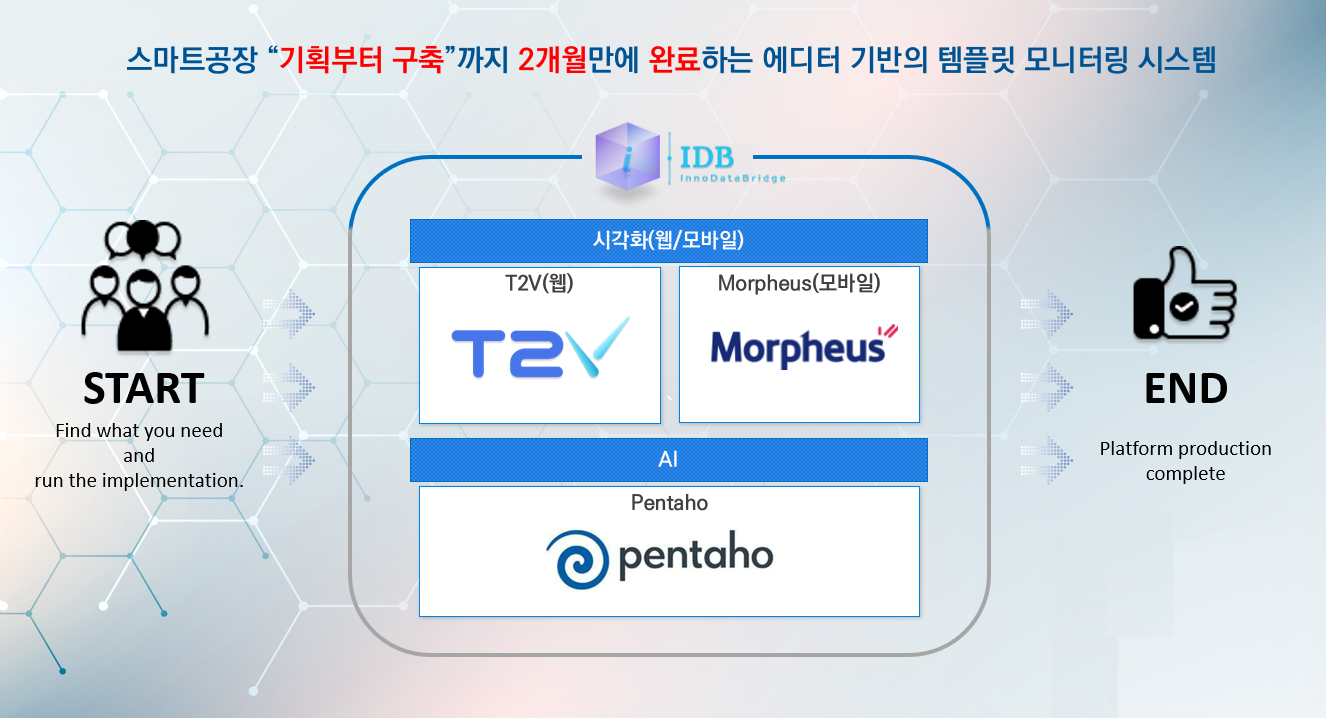 스마트공장 “기획부터 구축”까지 2개월만에 완료하는 에디터 기반의 템플릿 모니터링 시스템
i IDB
InnoDataBridge
시각화(웹/모바일)
T2V(웹)
Morpheus(모바일)
T2V
Morpheus
START
Find what you need
and
run the implementation.
AI
Pentaho
pentaho
END
Platform production
complete